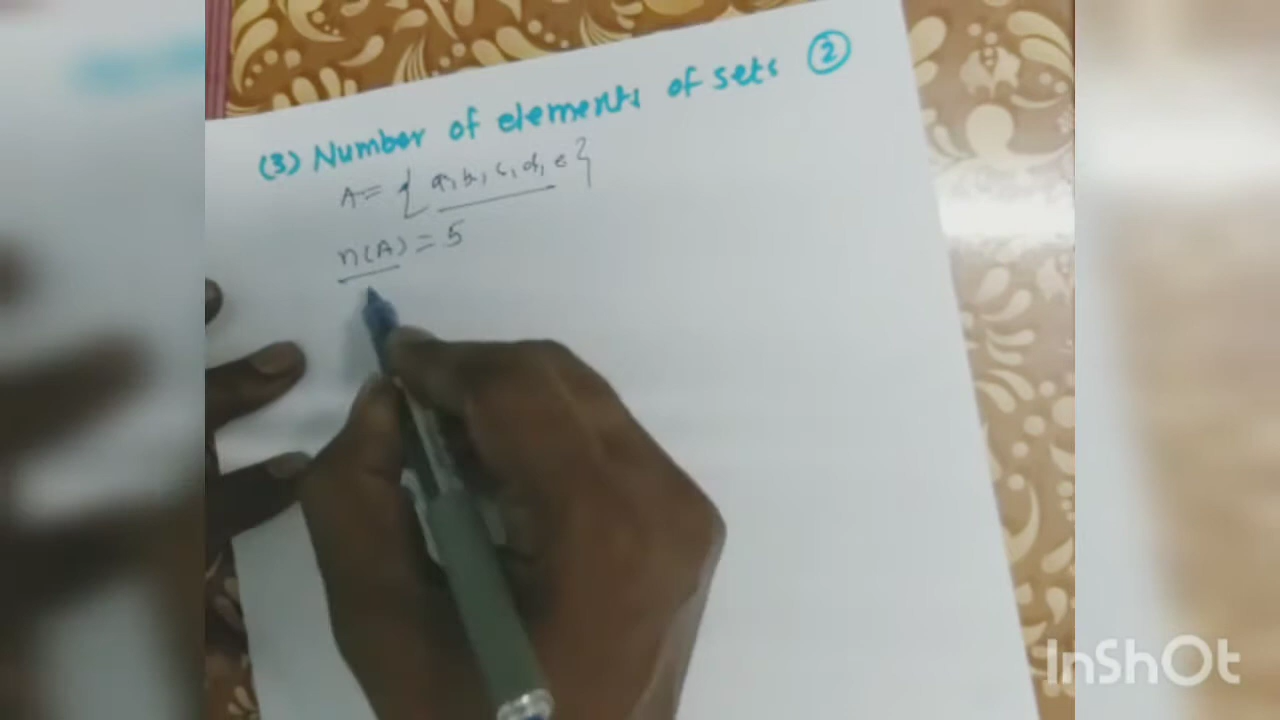 (3) Number of elements of sets ②
A = { a, b, c, d, e }
n(A) = 5
InShOt